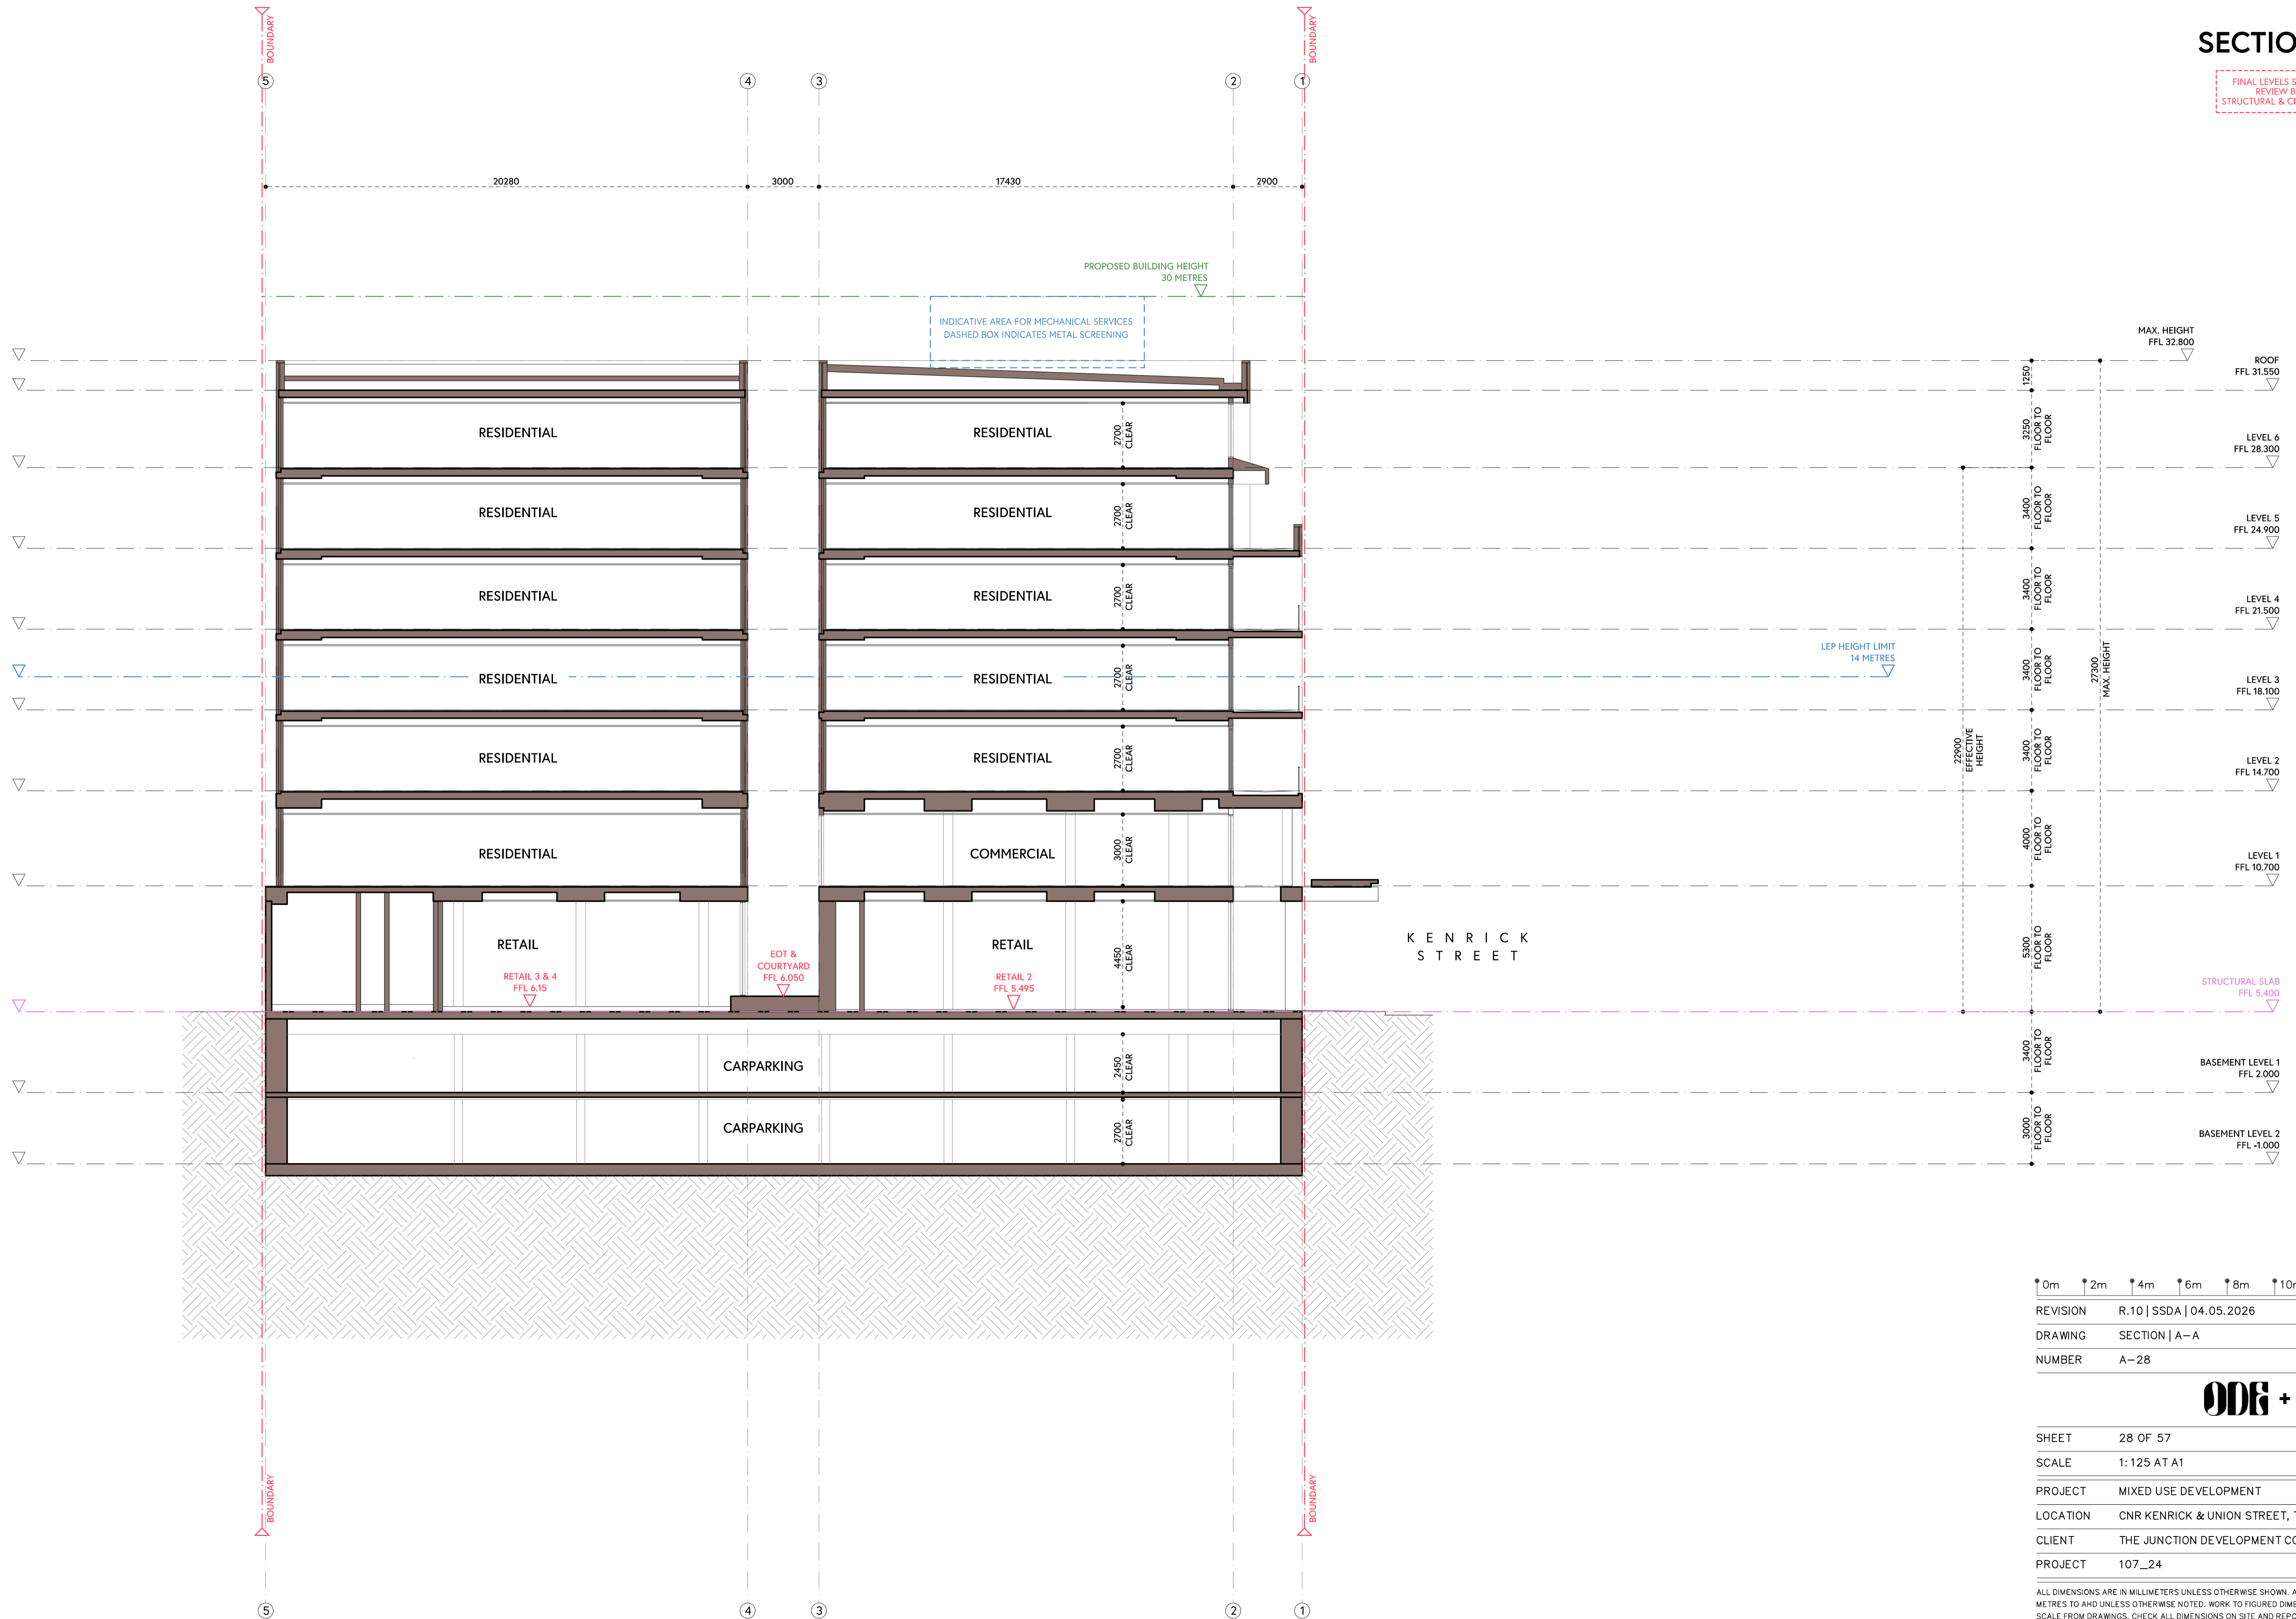 BOUNDARY
BOUNDARY
SECTIO
FINAL LEVELS S
REVIEW B
STRUCTURAL & CI
5
4
3
2
1
20280
3000
17430
2900
PROPOSED BUILDING HEIGHT
30 METRES
INDICATIVE AREA FOR MECHANICAL SERVICES
DASHED BOX INDICATES METAL SCREENING
MAX. HEIGHT
FFL 32.800
ROOF
FFL 31.550
1250
RESIDENTIAL
RESIDENTIAL
2700
CLEAR
3250
FLOOR TO
FLOOR
LEVEL 6
FFL 28.300
RESIDENTIAL
RESIDENTIAL
2700
CLEAR
3400
FLOOR TO
FLOOR
LEVEL 5
FFL 24.900
RESIDENTIAL
RESIDENTIAL
2700
CLEAR
3400
FLOOR TO
FLOOR
LEVEL 4
FFL 21.500
LEP HEIGHT LIMIT
14 METRES
RESIDENTIAL
RESIDENTIAL
2700
CLEAR
3400
FLOOR TO
FLOOR
27300
MAX. HEIGHT
LEVEL 3
FFL 18.100
RESIDENTIAL
RESIDENTIAL
2700
CLEAR
22900
EFFECTIVE
HEIGHT
3400
FLOOR TO
FLOOR
LEVEL 2
FFL 14.700
RESIDENTIAL
COMMERCIAL
3000
CLEAR
4000
FLOOR TO
FLOOR
LEVEL 1
FFL 10.700
RETAIL
RETAIL
4450
CLEAR
KENRICK
STREET
5300
FLOOR TO
FLOOR
EOT &
COURTYARD
FFL 6.050
RETAIL 3 & 4
FFL 6.15
RETAIL 2
FFL 5.495
STRUCTURAL SLAB
FFL 5.400
CARPARKING
2450
CLEAR
3400
FLOOR TO
FLOOR
BASEMENT LEVEL 1
FFL 2.000
CARPARKING
2700
CLEAR
3000
FLOOR TO
FLOOR
BASEMENT LEVEL 2
FFL -1.000
0m 2m 4m 6m 8m 10m
REVISION R.10 | SSDA | 04.05.2026
DRAWING SECTION | A-A
NUMBER A-28
ODE +
SHEET 28 OF 57
SCALE 1:125 AT A1
PROJECT MIXED USE DEVELOPMENT
LOCATION CNR KENRICK & UNION STREET, T
CLIENT THE JUNCTION DEVELOPMENT CO
PROJECT 107_24
ALL DIMENSIONS ARE IN MILLIMETERS UNLESS OTHERWISE SHOWN. A
METRES TO AHD UNLESS OTHERWISE NOTED. WORK TO FIGURED DIME
SCALE FROM DRAWINGS. CHECK ALL DIMENSIONS ON SITE AND REPO
BOUNDARY
BOUNDARY
5
4
3
2
1